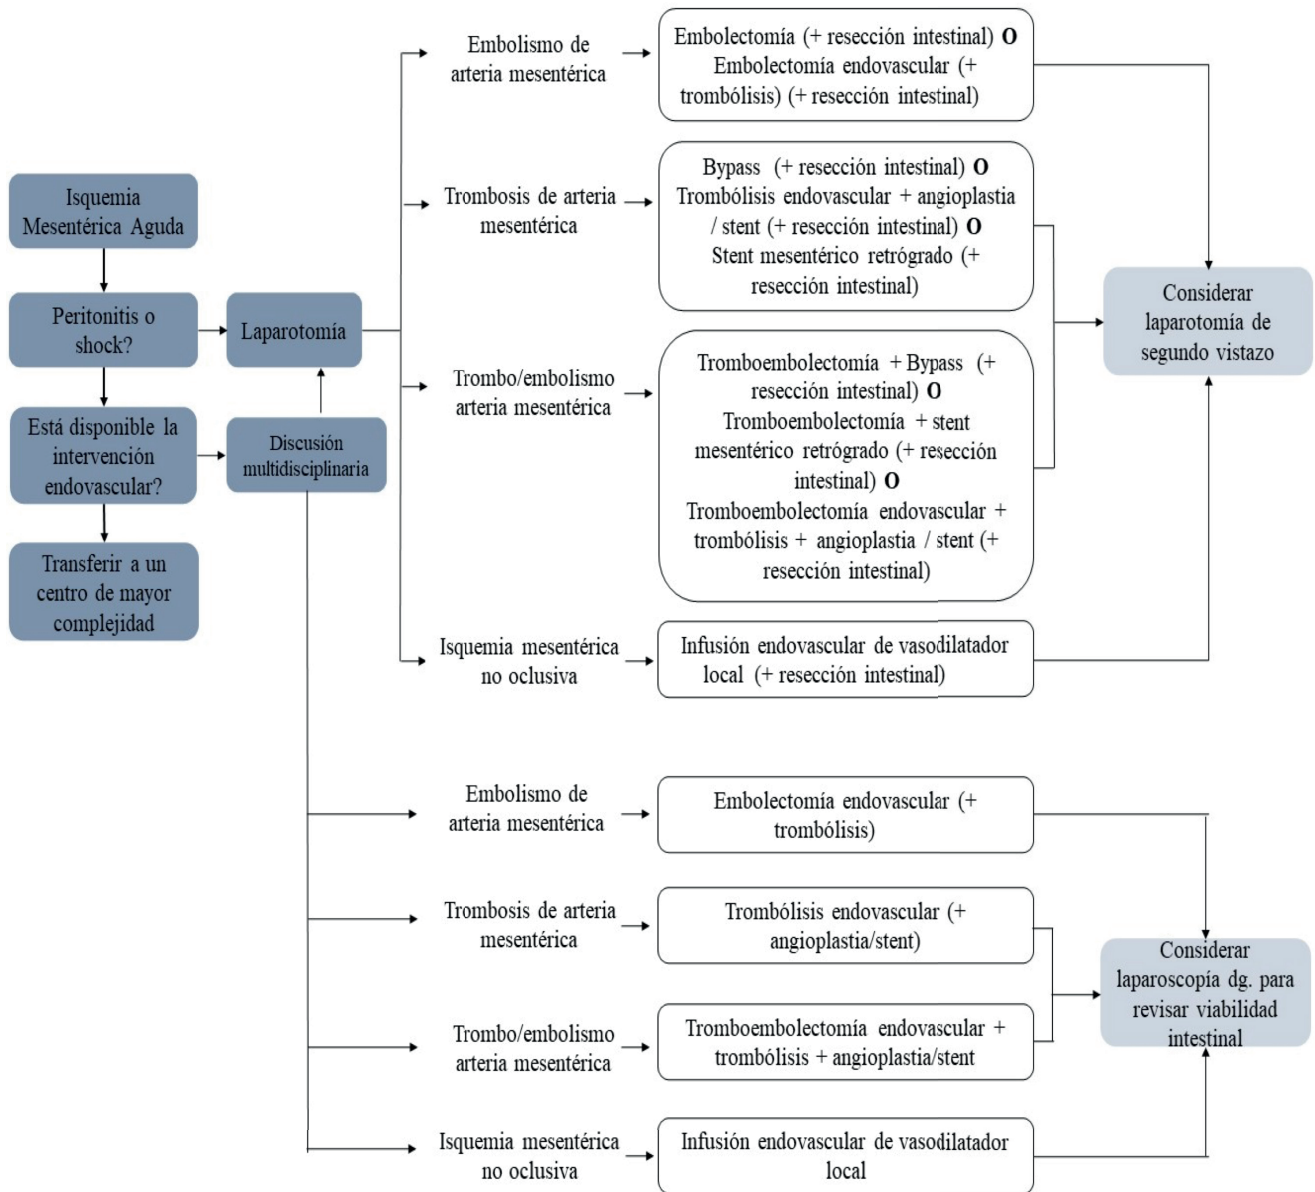 Isquemia
Mesentérica Aguda
Peritonitis o
shock?
Está disponible la
intervención
endovascular?
Transferir a un
centro de mayor
complejidad
Laparotomía
Discusión
multidisciplinaria
Embolismo de
arteria mesentérica
Embolectomía (+ resección intestinal) O
Embolectomía endovascular (+
trombólisis) (+ resección intestinal)
Trombosis de arteria
mesentérica
Bypass (+ resección intestinal) O
Trombólisis endovascular + angioplastia
/ stent (+ resección intestinal) O
Stent mesentérico retrógrado (+
resección intestinal)
Trombo/embolismo
arteria mesentérica
Tromboembolectomía + Bypass (+
resección intestinal) O
Tromboembolectomía + stent
mesentérico retrógrado (+ resección
intestinal) O
Tromboembolectomía endovascular +
trombólisis + angioplastia / stent (+
resección intestinal)
Isquemia mesentérica
no oclusiva
Infusión endovascular de vasodilatador
local (+ resección intestinal)
Considerar
laparotomía de
segundo vistazo
Embolismo de
arteria mesentérica
Embolectomía endovascular (+
trombólisis)
Trombosis de arteria
mesentérica
Trombólisis endovascular (+
angioplastia/stent)
Trombo/embolismo
arteria mesentérica
Tromboembolectomía endovascular +
trombólisis + angioplastia/stent
Isquemia mesentérica
no oclusiva
Infusión endovascular de vasodilatador
local
Considerar
laparoscopía dg. para
revisar viabilidad
intestinal